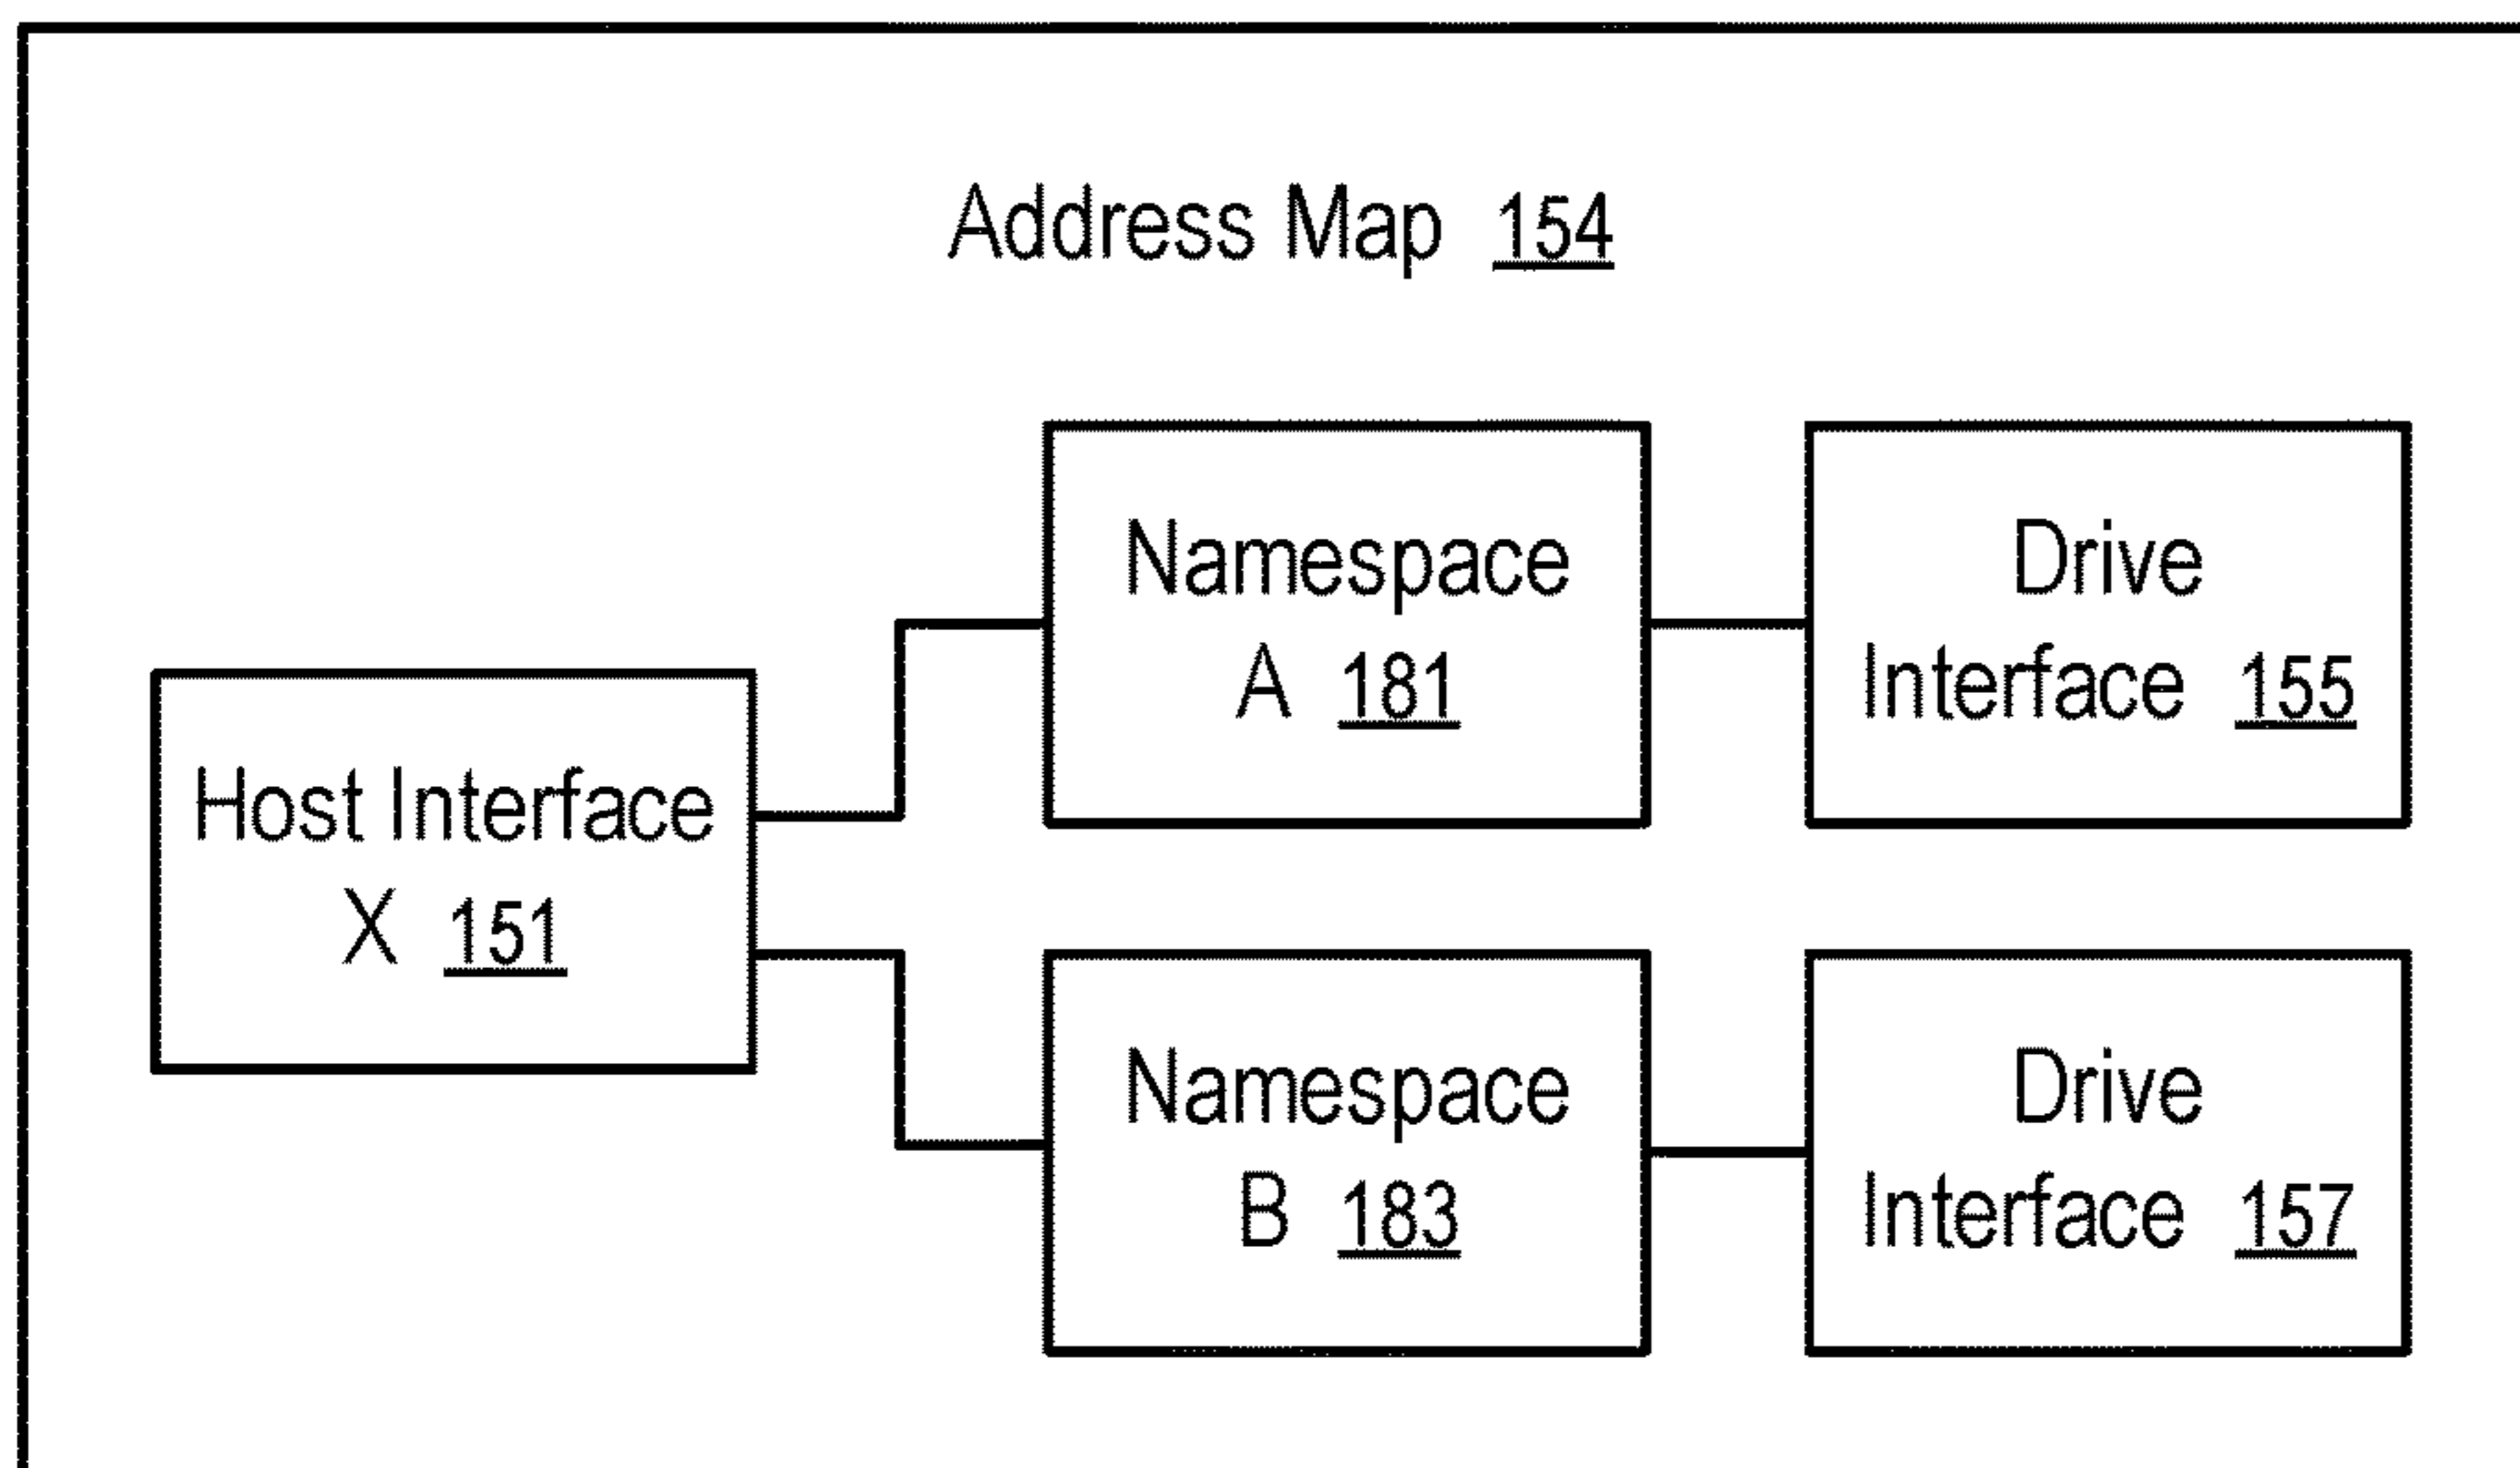 Address Map 154
Namespace
A 181
Drive
Interface 155
Host Interface
X 151
Namespace
B 183
Drive
Interface 157